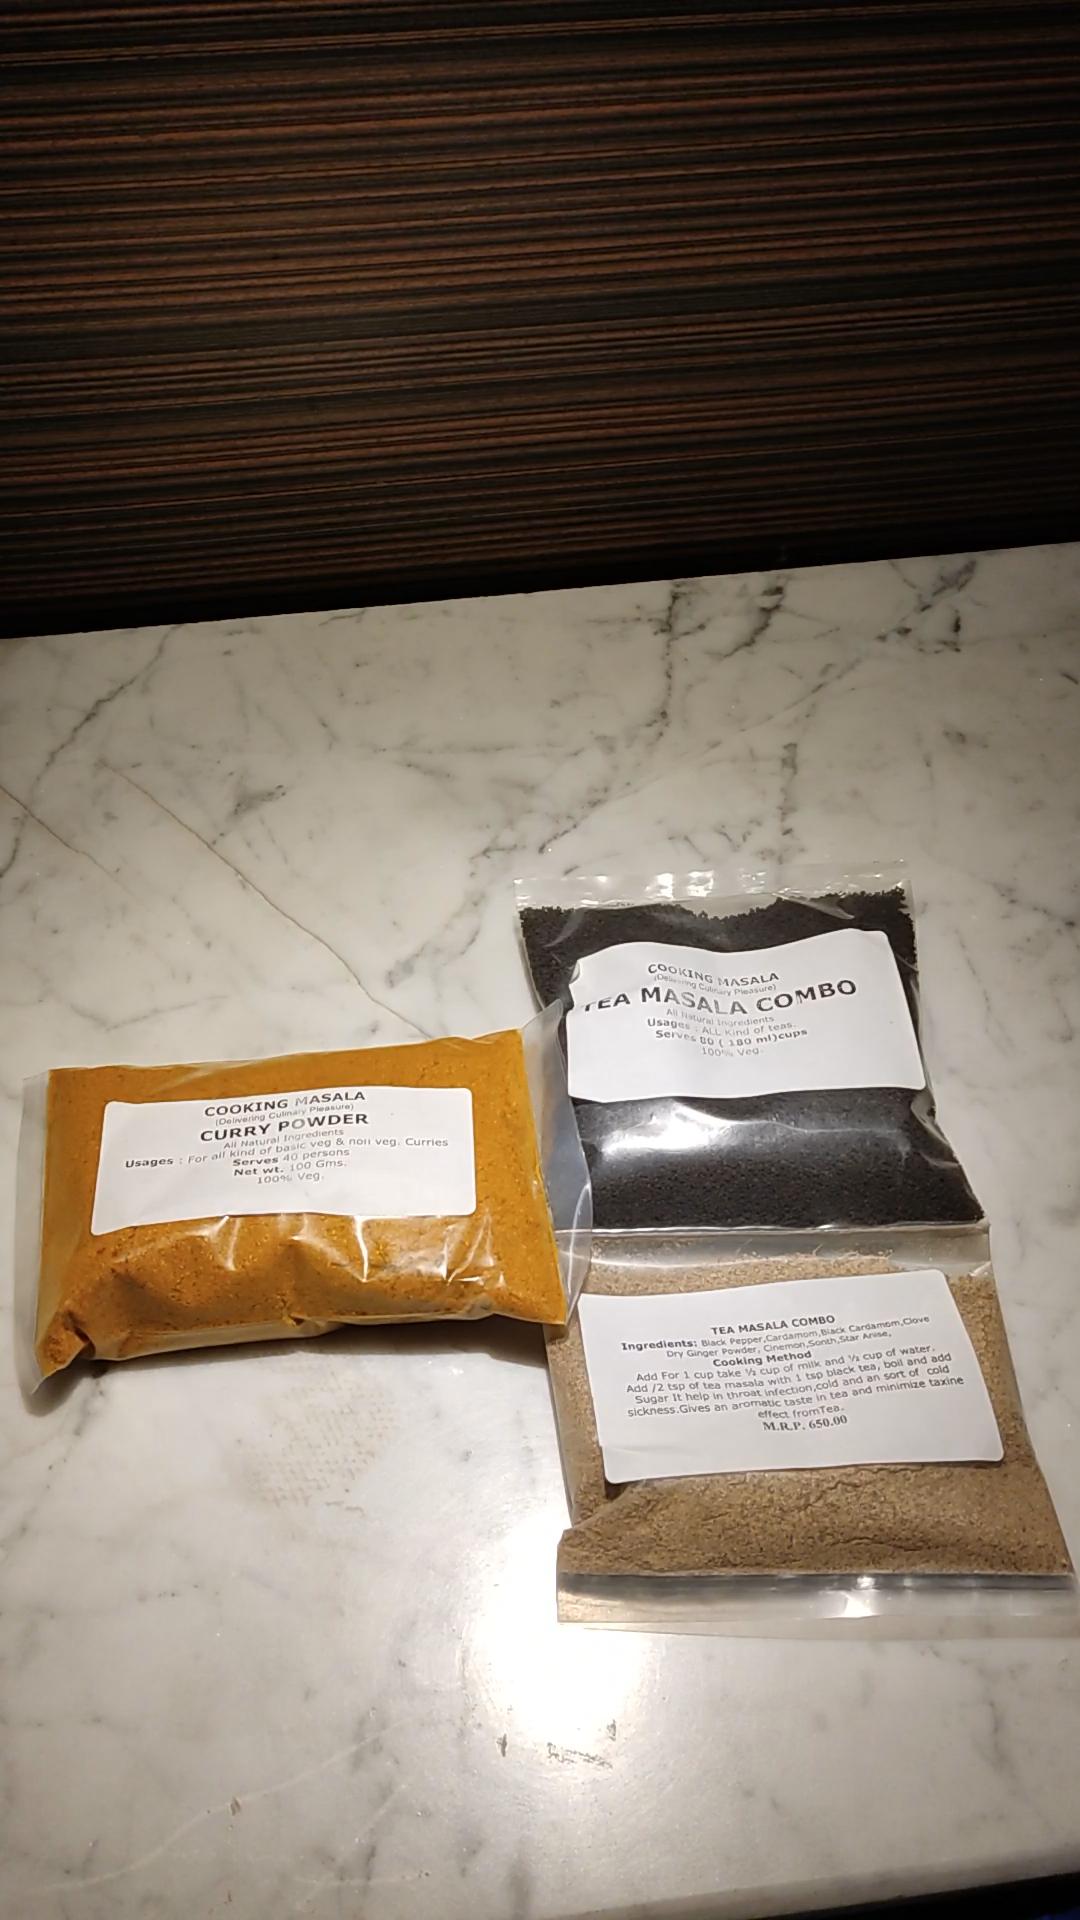 COOKING MASALA
(Delivering Culinary Pleasure)
TEA MASALA COMBO
All Natural Ingredients
Usages : ALL Kind of teas.
Serves 80 ( 180 ml)cups
100% Veg.
COOKING MASALA
(Delivering Culinary Pleasure)
CURRY POWDER
All Natural Ingredients
Usages : For all kind of basic veg & non veg. Curries
Serves 40 persons
Net wt. 100 Gms.
100% Veg.
TEA MASALA COMBO
Ingredients: Black Pepper,Cardamom,Black Cardamom,Clove
Dry Ginger Powder, Cinemon,Sonth,Star Anise,
Cooking Method
Add For 1 cup take ½ cup of milk and ½ cup of water.
Add /2 tsp of tea masala with 1 tsp black tea, boil and add
Sugar It help in throat infection,cold and an sort of cold
sickness.Gives an aromatic taste in tea and minimize taxine
effect fromTea.
M.R.P. 650.00